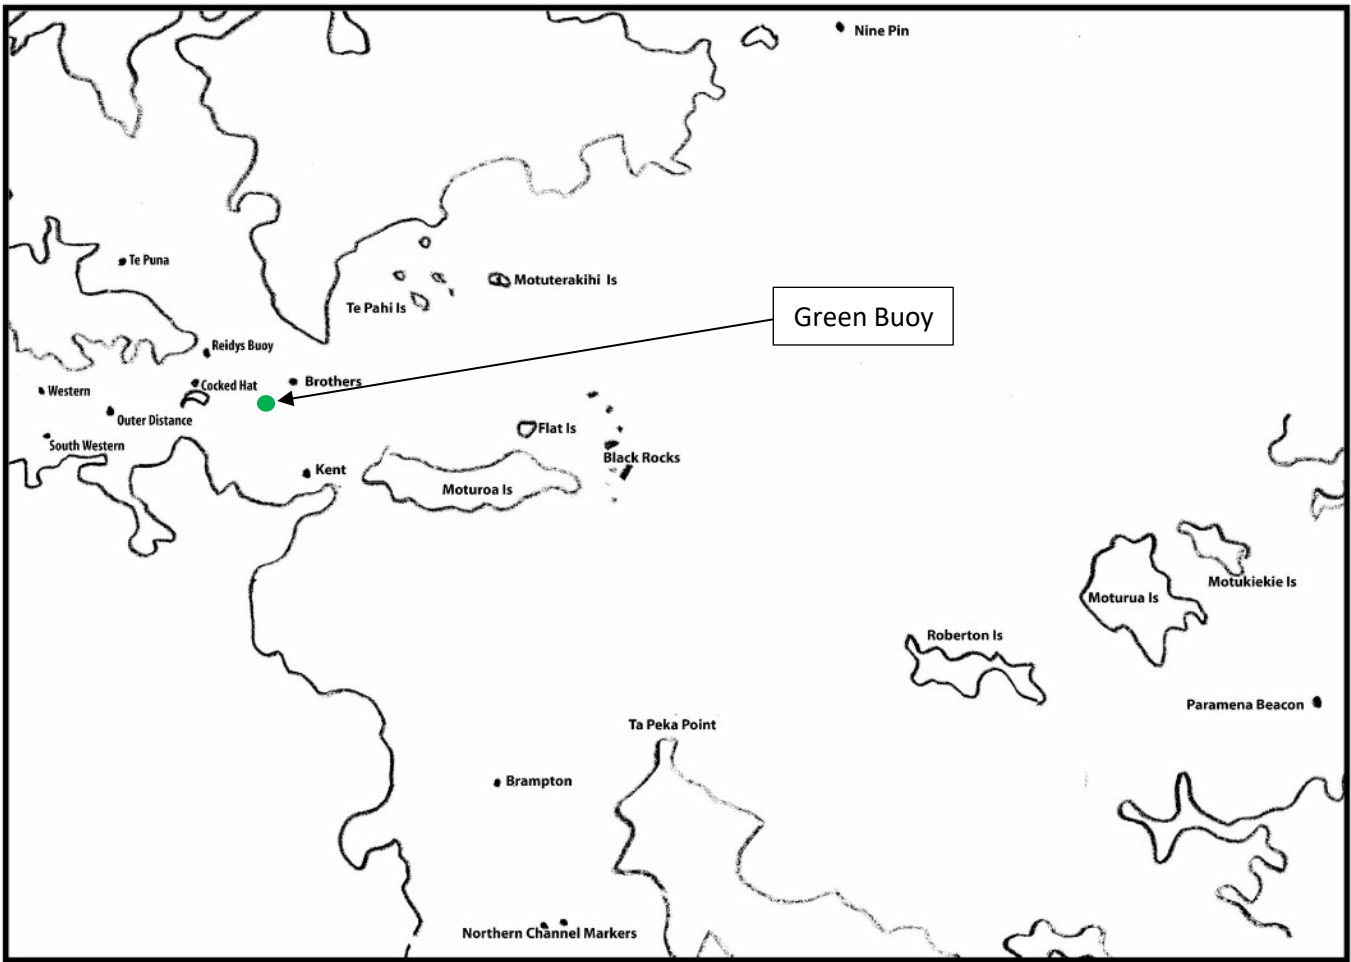 Nine Pin
Te Puna
Motuterakihi Is
Te Pahi Is
Green Buoy
Reidys Buoy
Brothers
Cocked Hat
Western
Outer Distance
Flat Is
South Western
Black Rocks
Kent
Moturoa Is
Motukiekie Is
Moturua Is
Roberton Is
Paramena Beacon
Ta Peka Point
Brampton
Northern Channel Markers